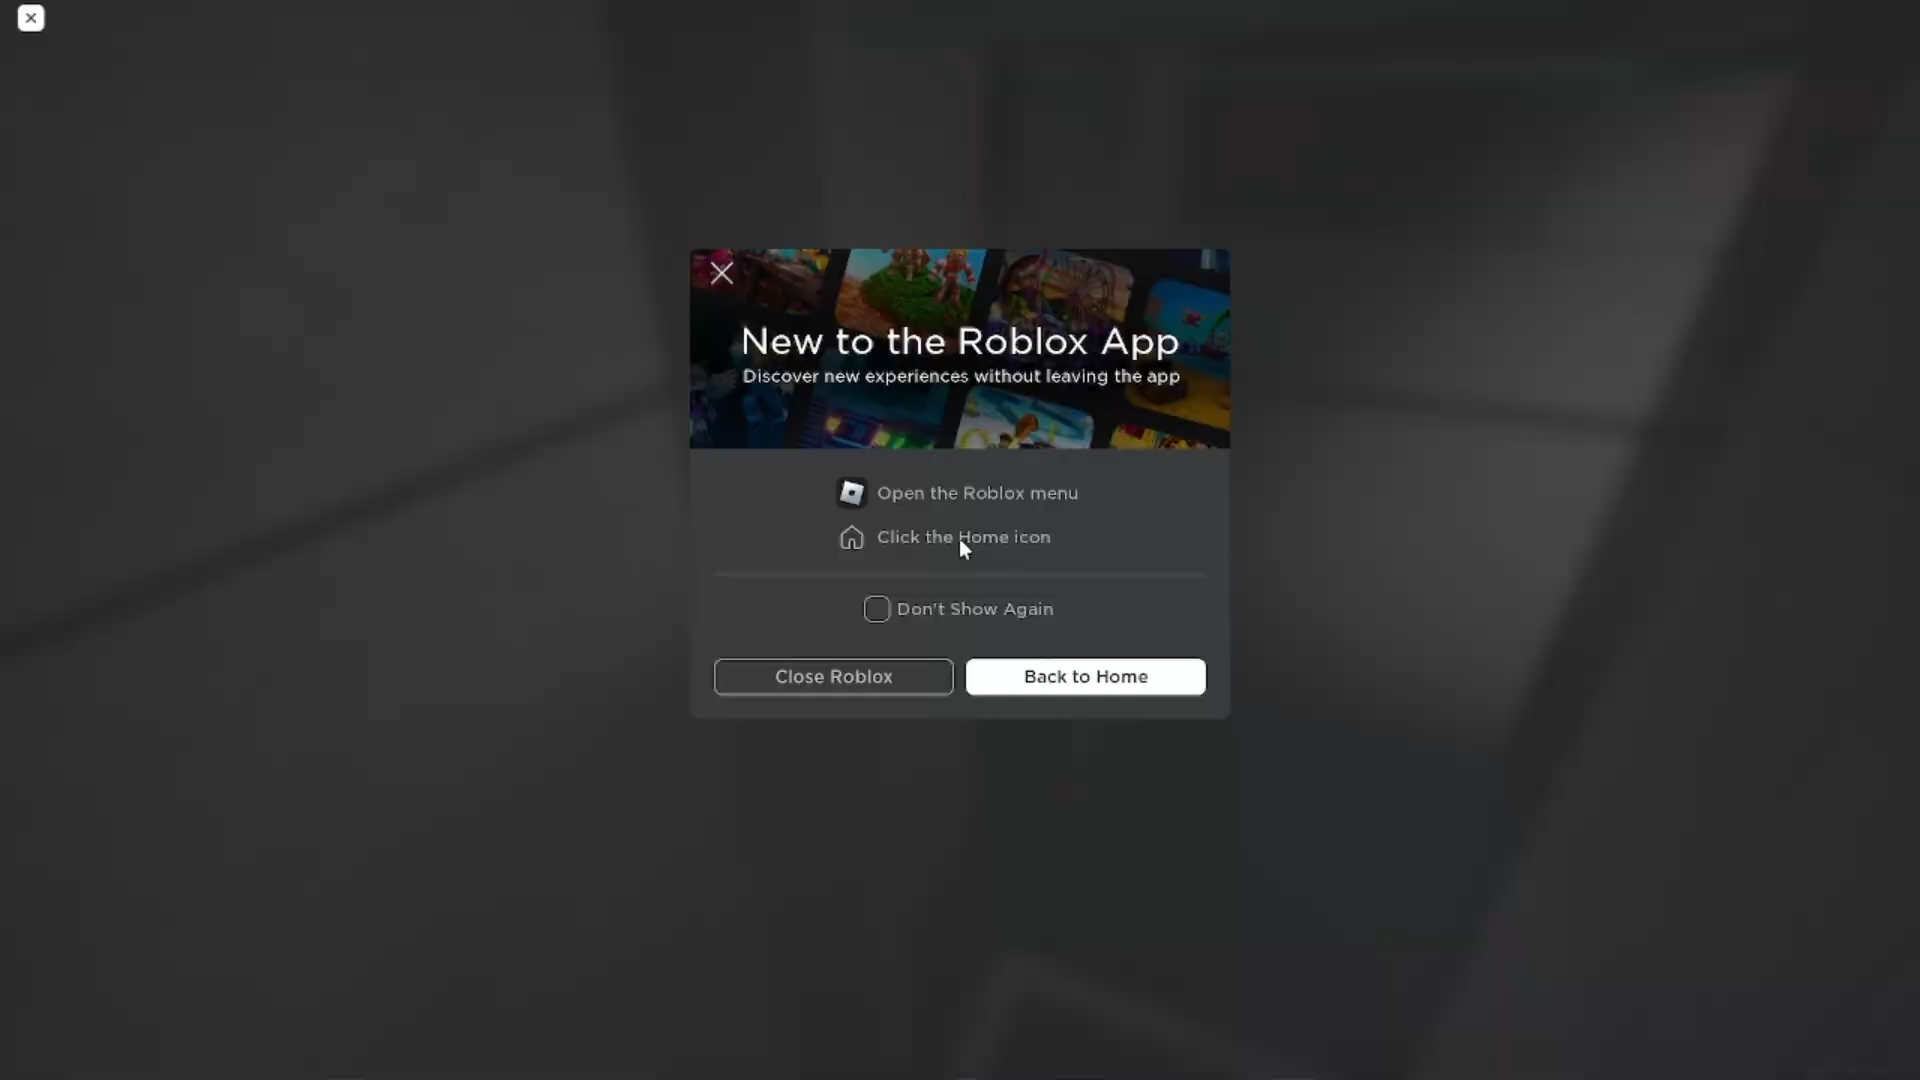 New to the Roblox App
Discover new experiences without leaving the app
Open the Roblox menu
Click the Home icon
Don't Show Again
Close Roblox
Back to Home